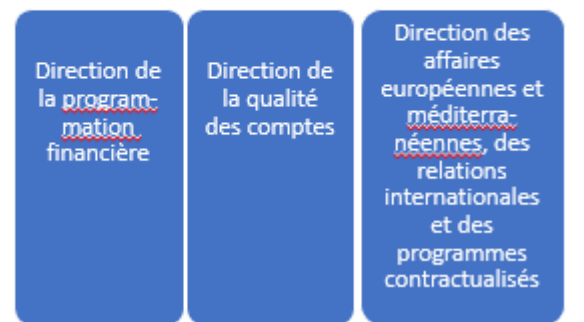 Direction de
la program-
mation
financière
Direction de
la qualité
des comptes
Direction des
affaires
européennes et
méditerra-
néennes, des
relations
internationales
et des
programmes
contractualisés